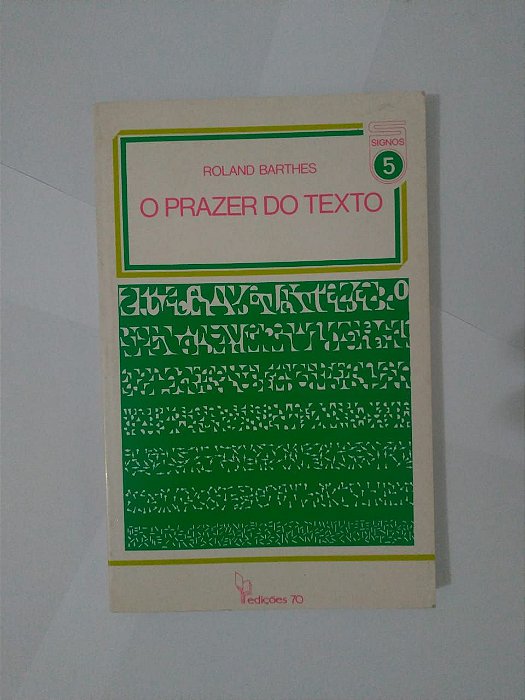 SIGNOS
5
ROLAND BARTHES
O PRAZER DO TEXTO
edições 70